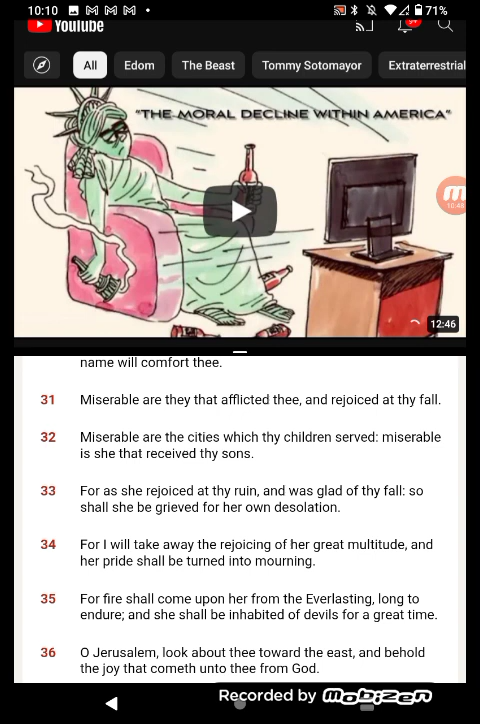 10:10
71%
YouTube
All
Edom
The Beast
Tommy Sotomayor
Extraterrestrial
"THE MORAL DECLINE WITHIN AMERICA"
10:48
12:46
name will comfort thee.
31 Miserable are they that afflicted thee, and rejoiced at thy fall.
32 Miserable are the cities which thy children served: miserable
is she that received thy sons.
33 For as she rejoiced at thy ruin, and was glad of thy fall: so
shall she be grieved for her own desolation.
34 For I will take away the rejoicing of her great multitude, and
her pride shall be turned into mourning.
35 For fire shall come upon her from the Everlasting, long to
endure; and she shall be inhabited of devils for a great time.
36 O Jerusalem, look about thee toward the east, and behold
the joy that cometh unto thee from God.
Recorded by mobizen